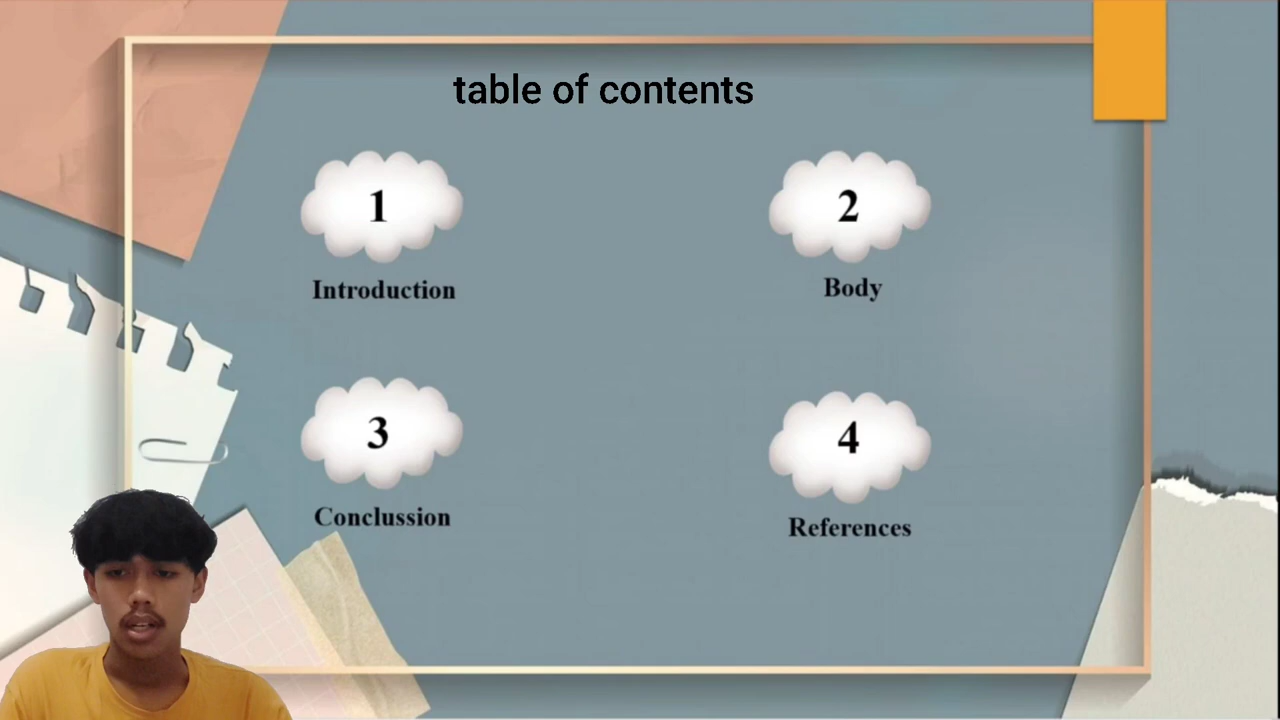 table of contents
1
2
Introduction
Body
3
4
Conclussion
References